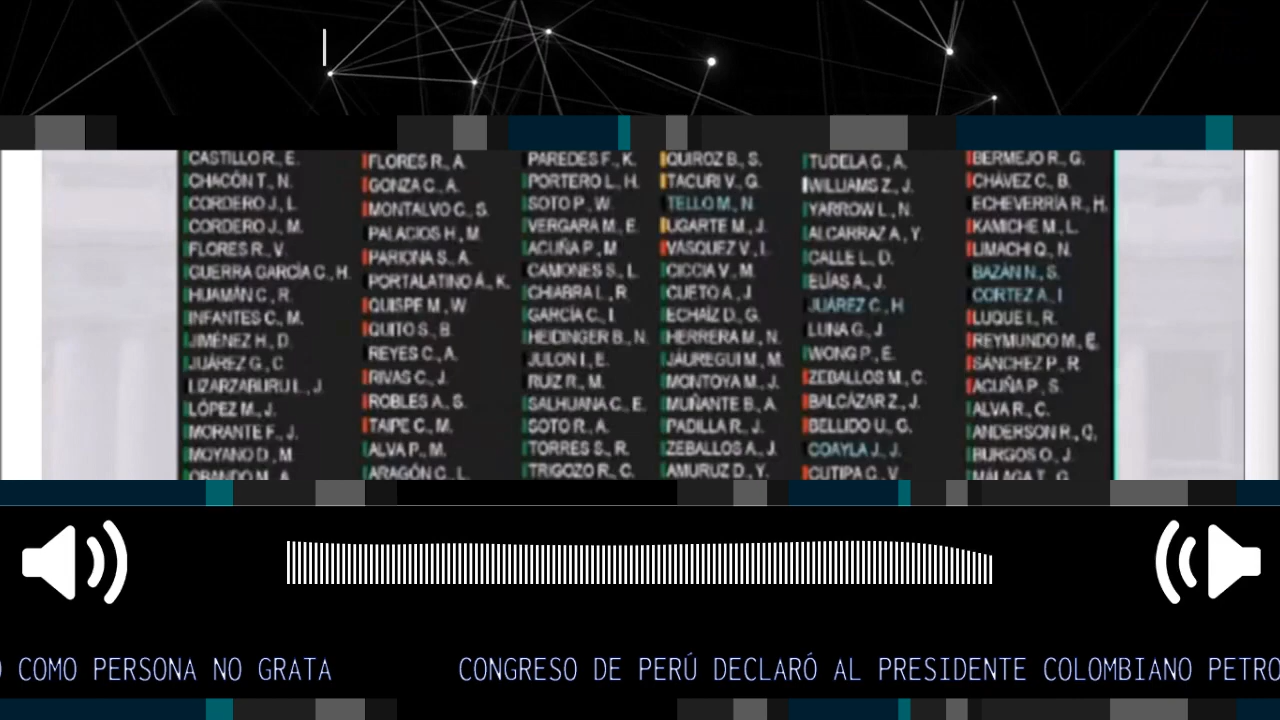 CASTILLO R., E.
CHACÓN T., N.
CORDERO J., L.
CORDERO J., M.
FLORES R., V.
GUERRA GARCÍA C., H.
HUAMÁN C., R.
INFANTES C., M.
JIMÉNEZ H., D.
JUÁREZ G., C.
LIZARZABURU L., J.
LÓPEZ M., J.
MORANTE F., J.
MOYANO D., M.
OBANDO M., A.
FLORES R., A.
GONZA C., A.
MONTALVO C., S.
PALACIOS H., M.
PARIONA S., A.
PORTALATINO Á., K.
QUISPE M., W.
QUITO S., B.
REYES C., A.
RIVAS C., J.
ROBLES A., S.
TAIPE C., M.
ALVA P., M.
ARAGÓN C., L.
PAREDES F., K.
PORTERO L., H.
SOTO P., W.
VERGARA M., E.
ACUÑA P., M.
CAMONES S., L.
CHIABRA L., R.
GARCÍA C., I.
HEIDINGER B., N.
JULON I., E.
RUIZ R., M.
SALHUANA C., E.
SOTO R., A.
TORRES S., R.
TRIGOZO R., C.
QUIROZ B., S.
TACURI V., G.
TELLO M., N.
UGARTE M., J.
VÁSQUEZ V., L.
CICCIA V., M.
CUETO A., J.
ECHAÍZ D., G.
HERRERA M., N.
JÁUREGUI M., M.
MONTOYA M., J.
MUÑANTE B., A.
PADILLA R., J.
ZEBALLOS A., J.
AMURUZ D., Y.
TUDELA G., A.
WILLIAMS Z., J.
YARROW L., N.
ALCARRAZ A., Y.
CALLE L., D.
ELÍAS A., J.
JUÁREZ C., H.
LUNA G., J.
WONG P., E.
ZEBALLOS M., C.
BALCÁZAR Z., J.
BELLIDO U., G.
COAYLA J., J.
CUTIPA C., V.
BERMEJO R., G.
CHÁVEZ C., B.
ECHEVERRÍA R., H.
KAMICHE M., L.
LIMACHI Q., N.
BAZÁN N., S.
CORTEZ A., I.
LUQUE I., R.
REYMUNDO M., E.
SÁNCHEZ P., R.
ACUÑA P., S.
ALVA R., C.
ANDERSON R., C.
BURGOS O., J.
MÁLAGA T., G.
O COMO PERSONA NO GRATA CONGRESO DE PERÚ DECLARÓ AL PRESIDENTE COLOMBIANO PETRO